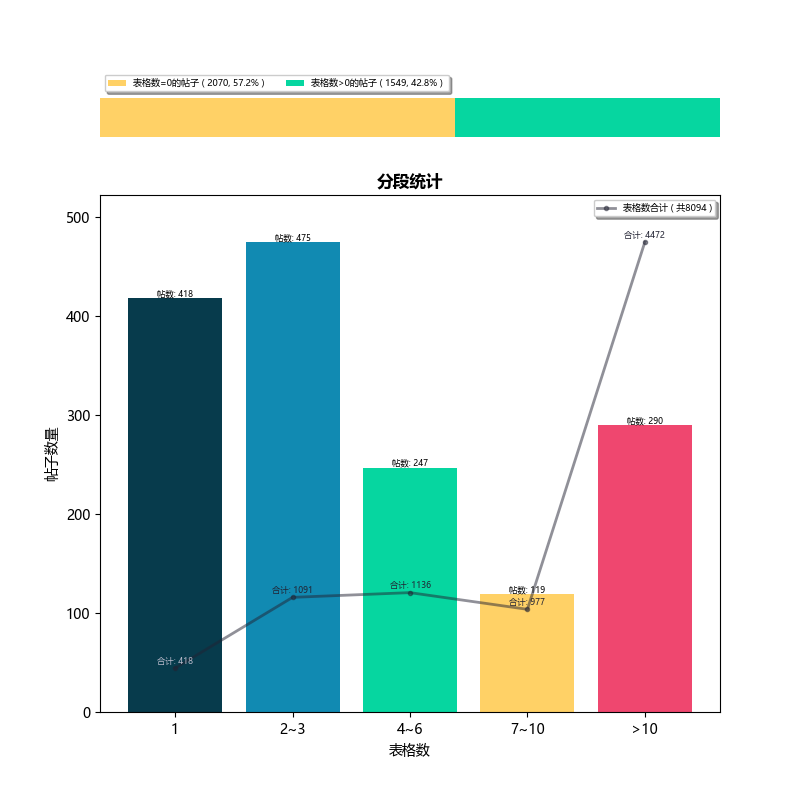 表格数=0的帖子 ( 2070, 57.2% )
表格数>0的帖子 ( 1549, 42.8% )
分段统计
表格数合计 ( 共8094 )
帖子数量
500
400
300
200
100
0
帖数: 418
帖数: 475
帖数: 247
帖数: 119
帖数: 290
合计: 418
合计: 1091
合计: 1136
合计: 977
合计: 4472
1
2~3
4~6
7~10
>10
表格数